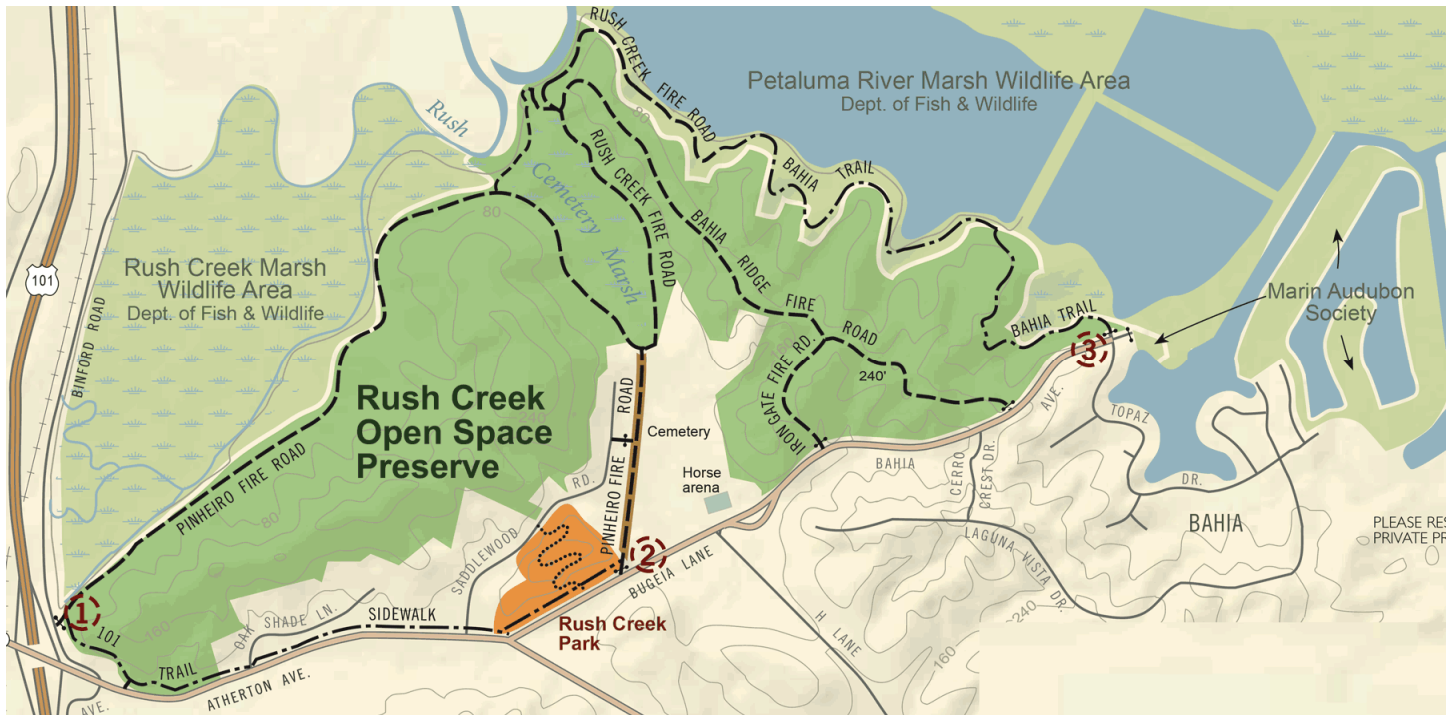 RUSH CREEK FIRE ROAD
Petaluma River Marsh Wildlife Area
Dept. of Fish & Wildlife
Rush
80
RUSH CREEK FIRE ROAD
BAHIA TRAIL
Cemetery Marsh
80
BAHIA RIDGE FIRE ROAD
101
Rush Creek Marsh
Wildlife Area
Dept. of Fish & Wildlife
BINFORD ROAD
Marin Audubon
Society
BAHIA TRAIL
3
IRON GATE FIRE RD.
240'
Rush Creek
Open Space
Preserve
240
PINHEIRO FIRE ROAD
Cemetery
AVE.
TOPAZ
DR.
BAHIA
CERRO
CREST DR.
Horse
arena
RD.
SADDLEWOOD
PINHEIRO FIRE ROAD
80
BAHIA
PLEASE RES
PRIVATE PR
LAGUNA VISTA DR.
2
BUGEIA LANE
1
101
TRAIL
160
OAK SHADE LN.
SIDEWALK
Rush Creek
Park
H LANE
240
160
ATHERTON AVE.
AVE.